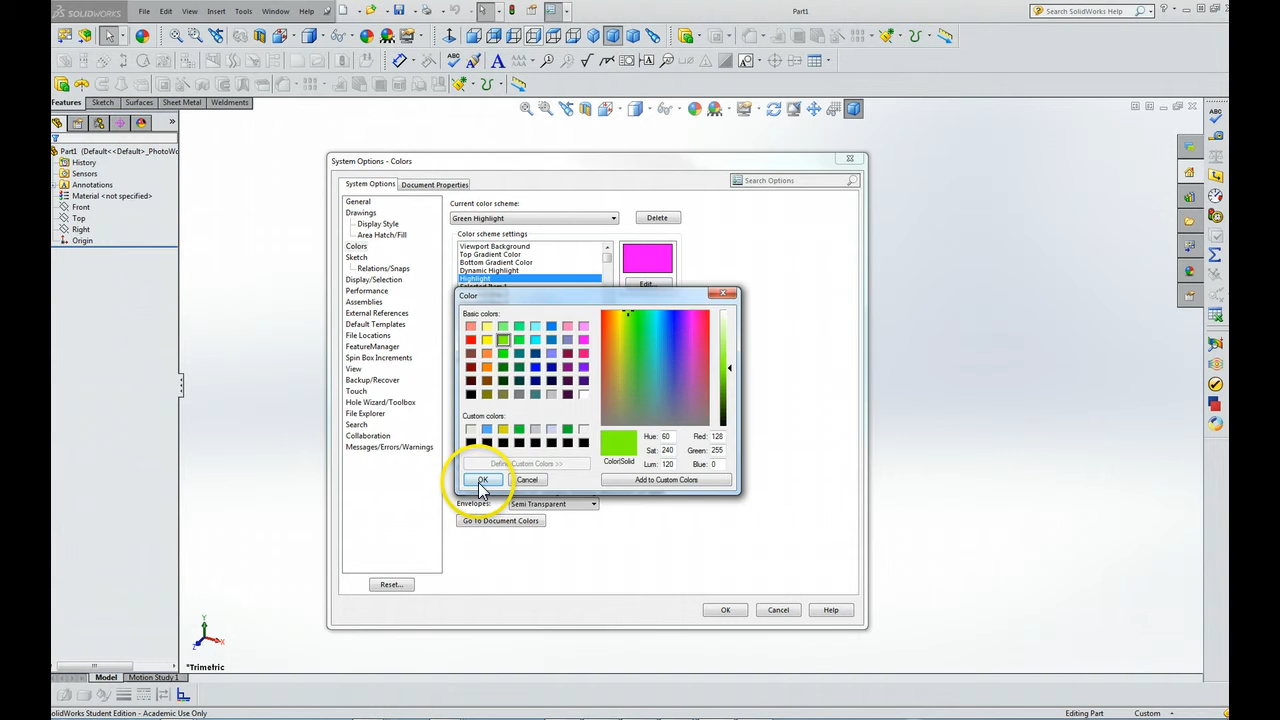 SOLIDWORKS File Edit View Insert Tools Window Help Part1 Search SolidWorks Help
Features Sketch Surfaces Sheet Metal Weldments
Part1 (Default<<Default>_PhotoWo
History
Sensors
Annotations
Material <not specified>
Front
Top
Right
Origin
System Options - Colors
System Options Document Properties Search Options
General
Drawings
Display Style
Area Hatch/Fill
Colors
Sketch
Relations/Snaps
Display/Selection
Performance
Assemblies
External References
Default Templates
File Locations
FeatureManager
Spin Box Increments
View
Backup/Recover
Touch
Hole Wizard/Toolbox
File Explorer
Search
Collaboration
Messages/Errors/Warnings
Reset...
Current color scheme:
Green Highlight Delete
Color scheme settings
Viewport Background
Top Gradient Color
Bottom Gradient Color
Dynamic Highlight
Highlight
Edit...
Color
Basic colors:
Custom colors:
Define Custom Colors >>
OK Cancel
Color|Solid
Hue: 60 Red: 128
Sat: 240 Green: 255
Lum: 120 Blue: 0
Add to Custom Colors
Envelopes: Semi Transparent
Go To Document Colors
OK Cancel Help
Y
X
Z
*Trimetric
Model Motion Study 1
SolidWorks Student Edition - Academic Use Only Editing Part Custom